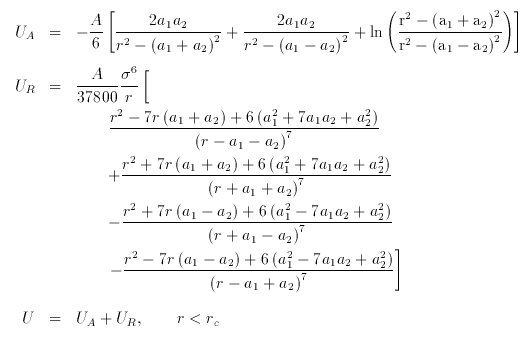 U_A = −\frac{A}{6} \left[ \frac{2a_1a_2}{r^2 − (a_1 + a_2)^2} + \frac{2a_1a_2}{r^2 − (a_1 − a_2)^2} + \ln \left( \frac{r^2 − (a_1 + a_2)^2}{r^2 − (a_1 − a_2)^2} \right) \right]
U_R = \frac{A}{37800} \frac{σ^6}{r} [
\frac{r^2 − 7r (a_1 + a_2) + 6 (a_1^2 + 7a_1a_2 + a_2^2)}{(r − a_1 − a_2)^7}
+\frac{r^2 + 7r (a_1 + a_2) + 6 (a_1^2 + 7a_1a_2 + a_2^2)}{(r + a_1 + a_2)^7}
−\frac{r^2 + 7r (a_1 − a_2) + 6 (a_1^2 − 7a_1a_2 + a_2^2)}{(r + a_1 − a_2)^7}
−\frac{r^2 − 7r (a_1 − a_2) + 6 (a_1^2 − 7a_1a_2 + a_2^2)}{(r − a_1 + a_2)^7} ]
U = U_A + U_R, r < r_c